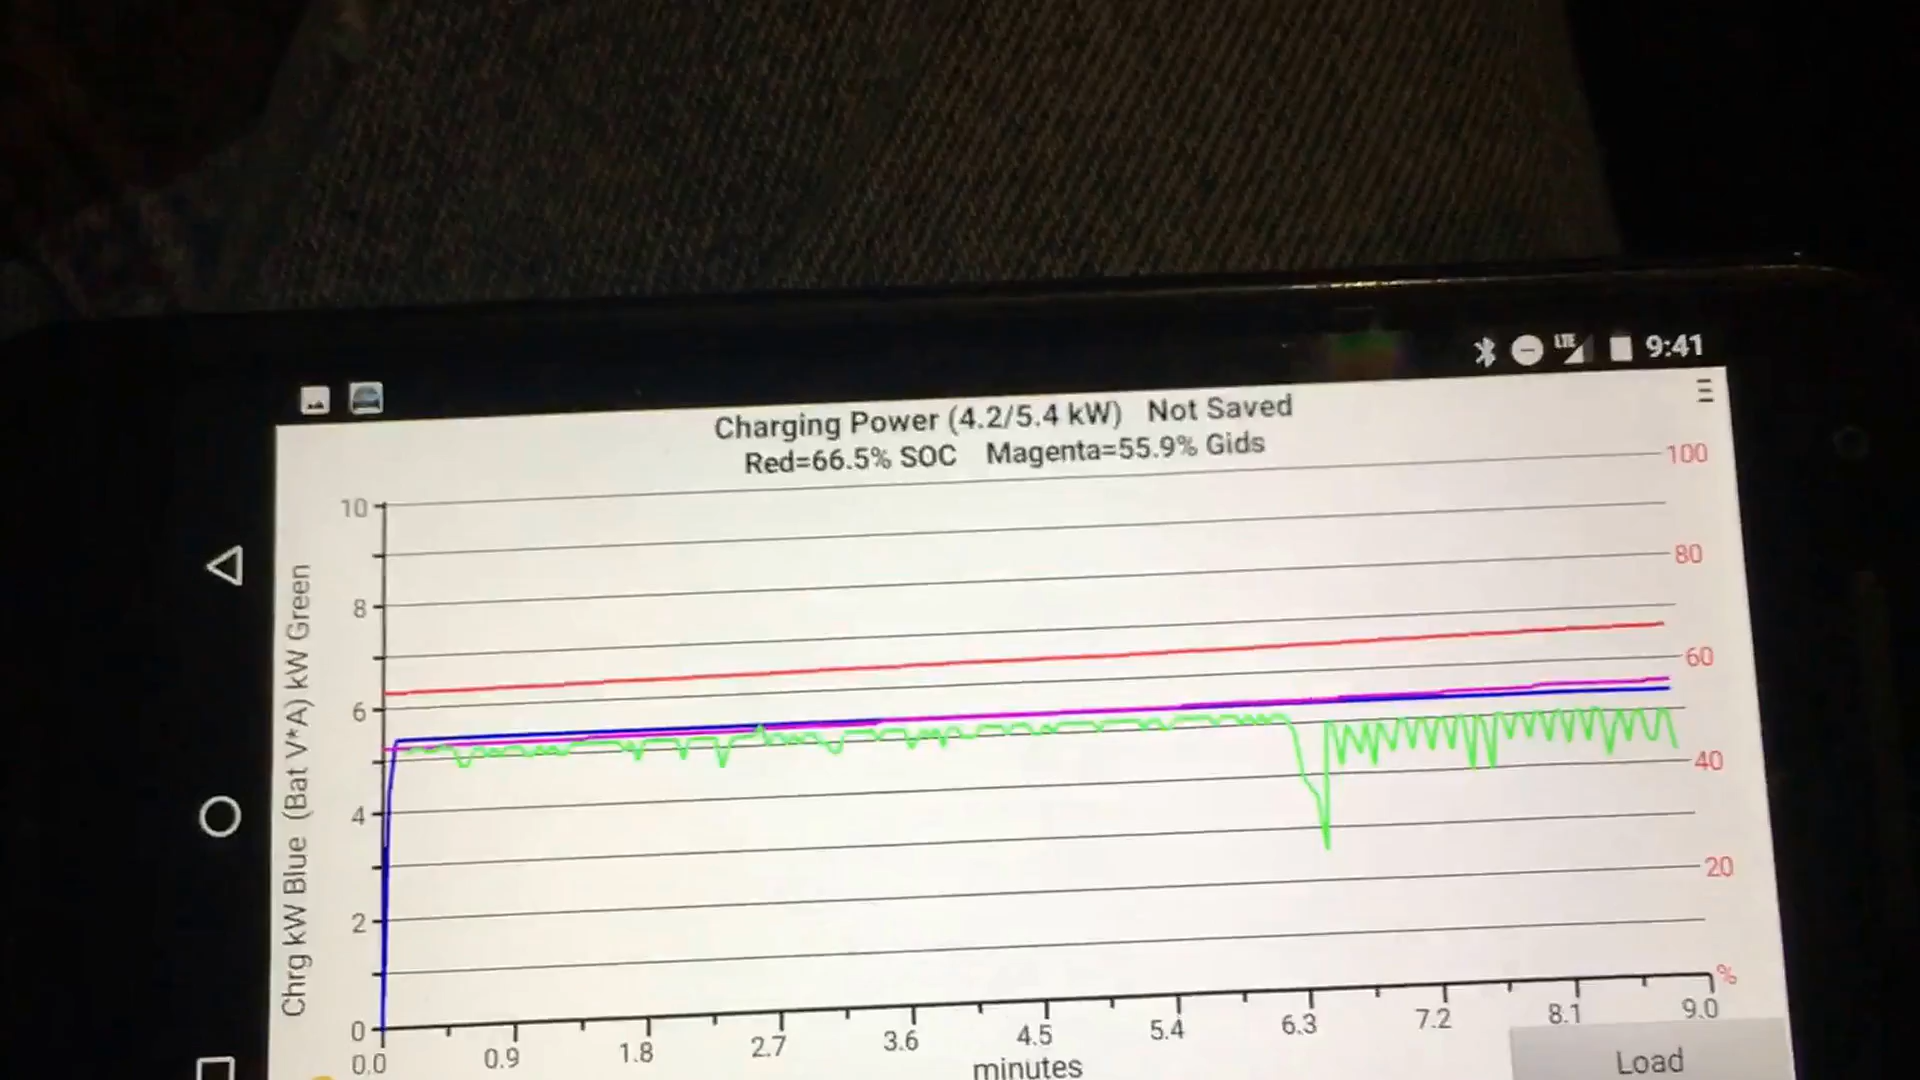 LTE 9:41
Charging Power (4.2/5.4 kW) Not Saved
Red=66.5% SOC Magenta=55.9% Gids
Chrg kW Blue (Bat V*A) kW Green
10
8
6
4
2
0
100
80
60
40
20
%
0.0 0.9 1.8 2.7 3.6 4.5 5.4 6.3 7.2 8.1 9.0
minutes
Load